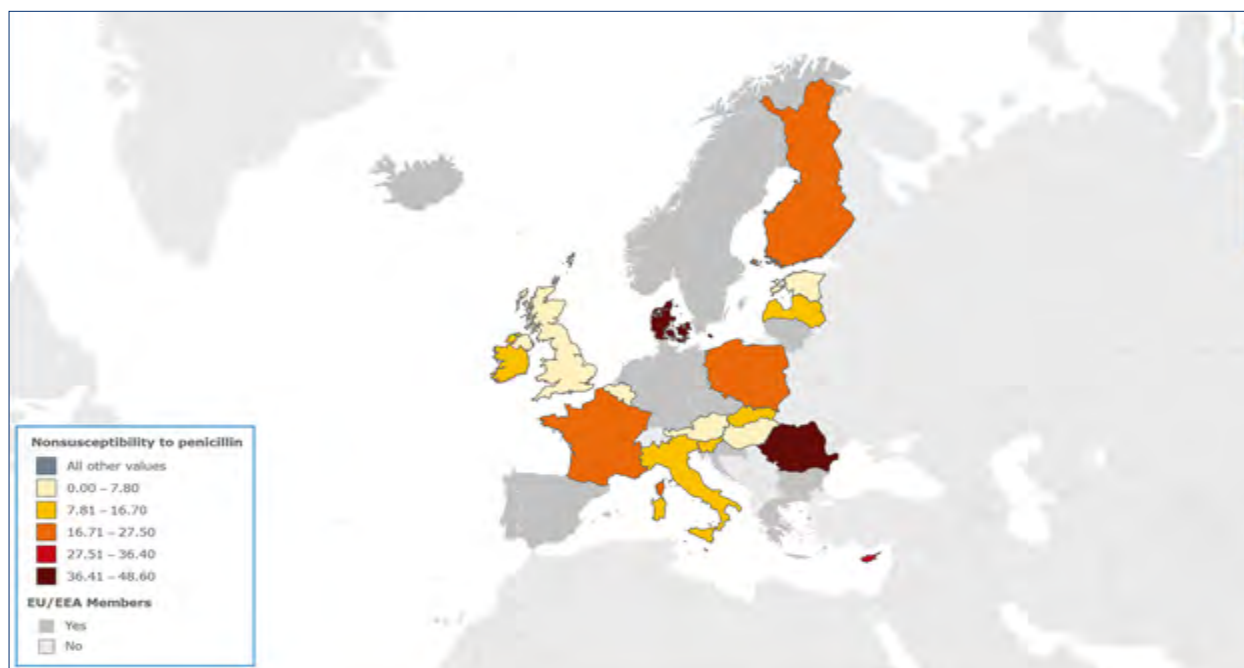 Nonsusceptibility to penicillin
All other values
0.00 – 7.80
7.81 – 16.70
16.71 – 27.50
27.51 – 36.40
36.41 – 48.60
EU/EEA Members
Yes
No